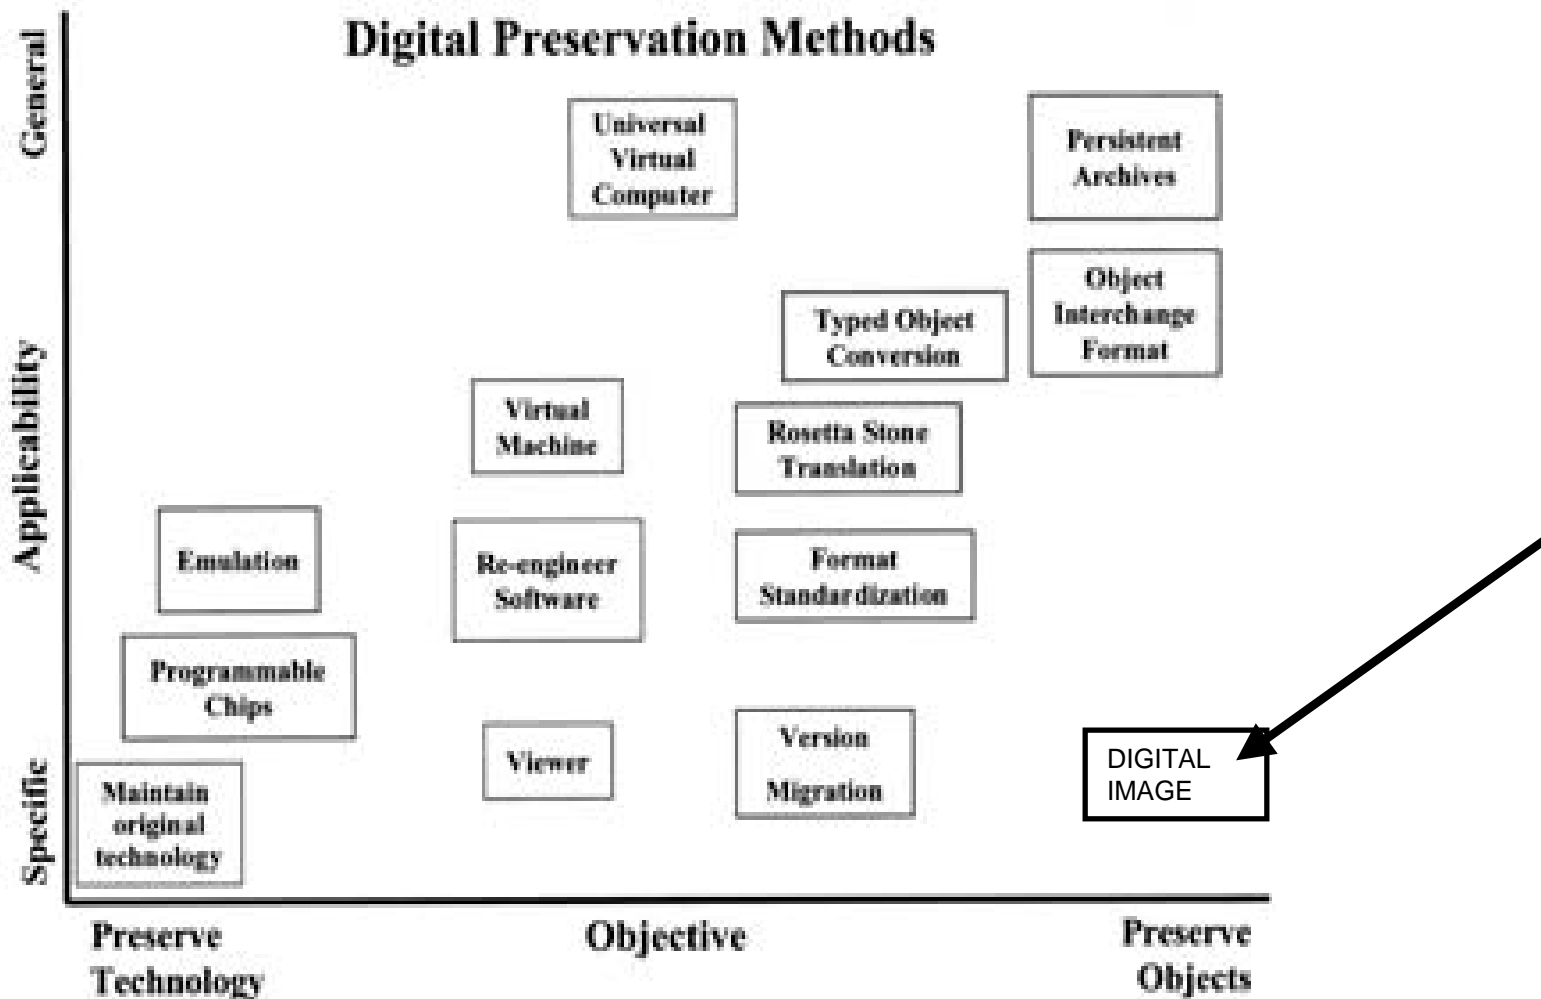 Digital Preservation Methods
General
Applicability
Specific
Universal
Virtual
Computer
Persistent
Archives
Object
Interchange
Format
Typed Object
Conversion
Virtual
Machine
Rosetta Stone
Translation
Emulation
Re-engineer
Software
Format
Standardization
Programmable
Chips
Viewer
Version
Migration
DIGITAL
IMAGE
Maintain
original
technology
Preserve
Technology
Objective
Preserve
Objects